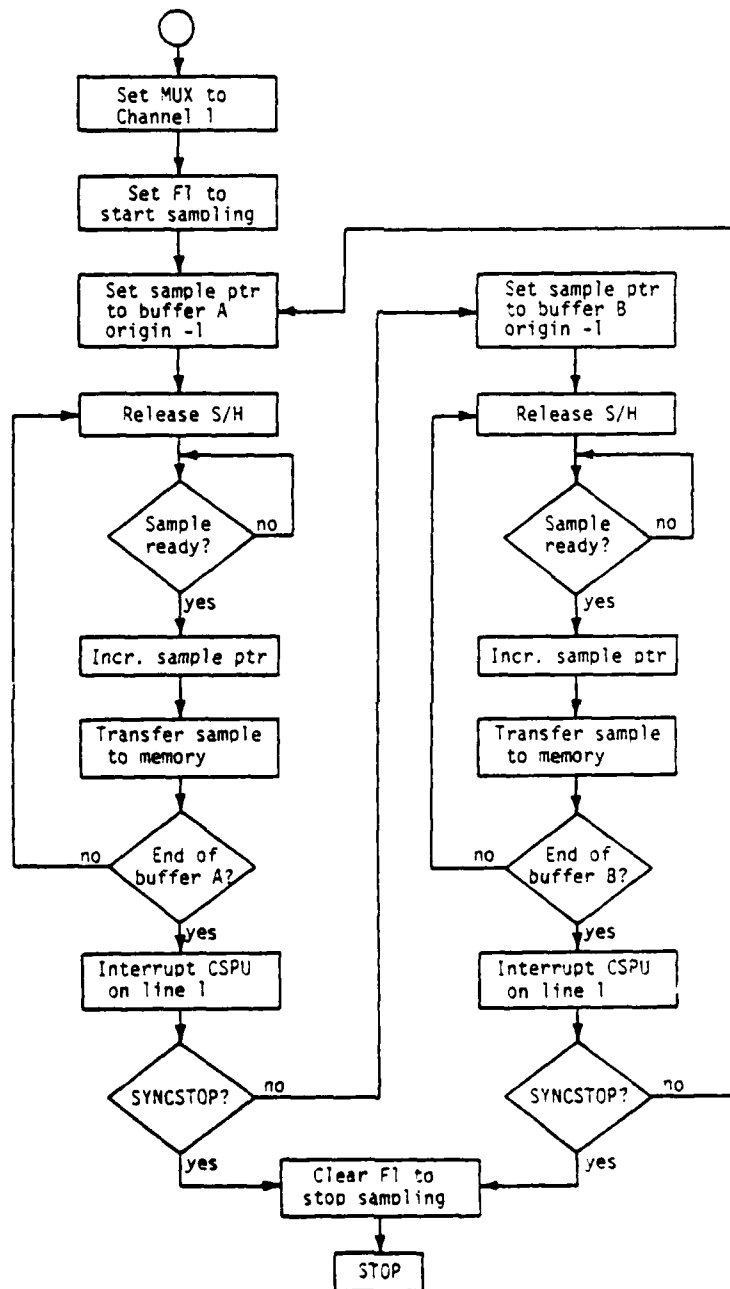 Set MUX to
Channel 1
Set F1 to
start sampling
Set sample ptr
to buffer A
origin -1
Release S/H
Sample
ready?
no
yes
Incr. sample ptr
Transfer sample
to memory
End of
buffer A?
no
yes
Interrupt CSPU
on line 1
SYNCSTOP?
no
yes
Set sample ptr
to buffer B
origin -1
Release S/H
Sample
ready?
no
yes
Incr. sample ptr
Transfer sample
to memory
End of
buffer B?
no
yes
Interrupt CSPU
on line 1
SYNCSTOP?
no
yes
Clear F1 to
stop sampling
STOP